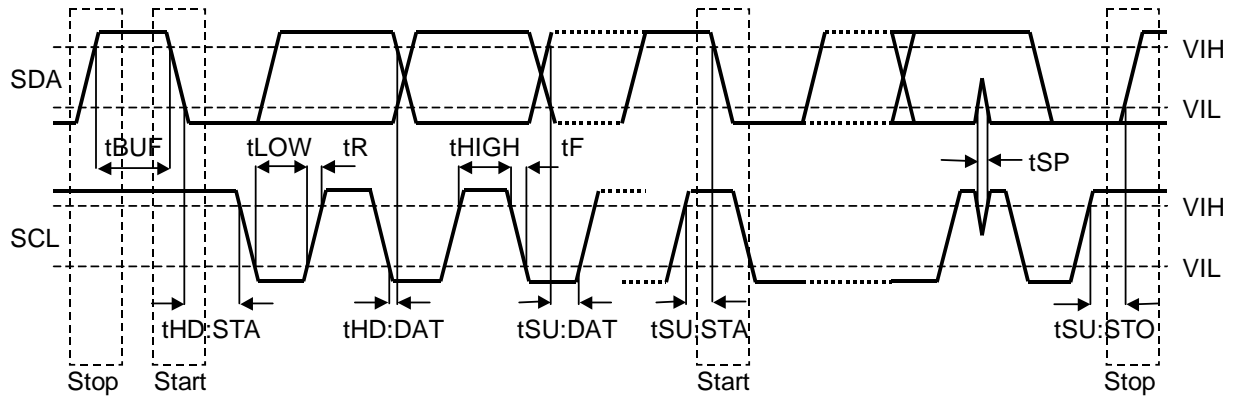 VIH
SDA
VIL
tBUF tLOW tR tHIGH tF
tSP
VIH
SCL
VIL
tHD:STA tHD:DAT tSU:DAT tSU:STA tSU:STO
Stop Start Start Stop